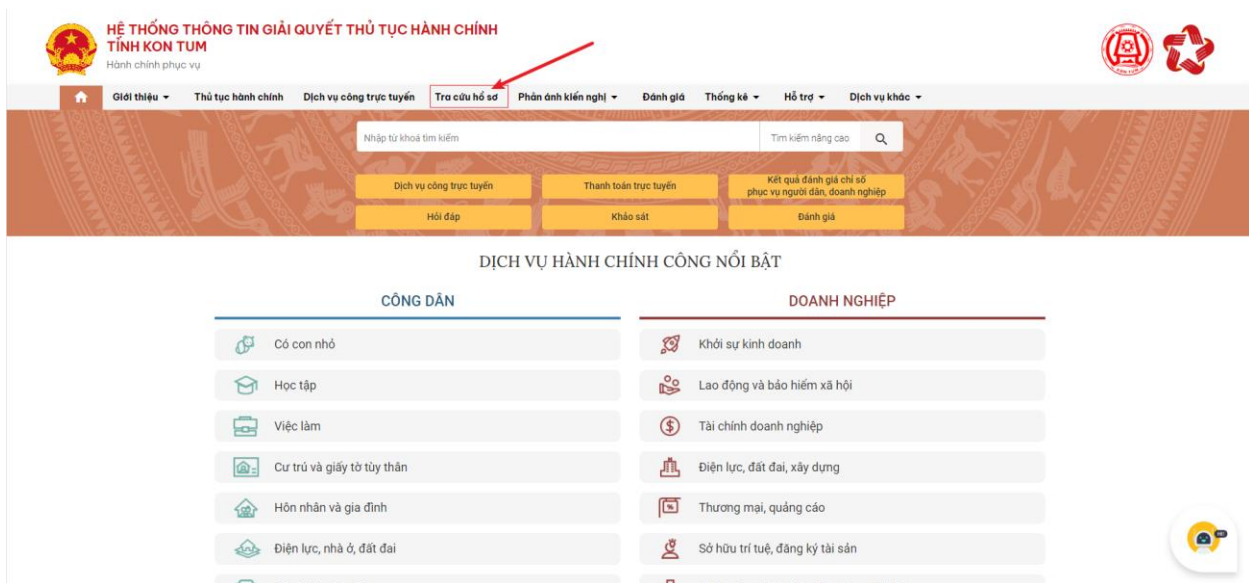 HỆ THỐNG THÔNG TIN GIẢI QUYẾT THỦ TỤC HÀNH CHÍNH
TỈNH KON TUM
Hành chính phục vụ
Giới thiệu
Thủ tục hành chính
Dịch vụ công trực tuyến
Tra cứu hồ sơ
Phản ánh kiến nghị
Đánh giá
Thống kê
Hỗ trợ
Dịch vụ khác
Nhập từ khoá tìm kiếm
Tìm kiếm nâng cao
Dịch vụ công trực tuyến
Thanh toán trực tuyến
Kết quả đánh giá chỉ số
phục vụ người dân, doanh nghiệp
Hỏi đáp
Khảo sát
Đánh giá
DỊCH VỤ HÀNH CHÍNH CÔNG NỔI BẬT
CÔNG DÂN
Có con nhỏ
Học tập
Việc làm
Cư trú và giấy tờ tùy thân
Hôn nhân và gia đình
Điện lực, nhà ở, đất đai
DOANH NGHIỆP
Khởi sự kinh doanh
Lao động và bảo hiểm xã hội
Tài chính doanh nghiệp
Điện lực, đất đai, xây dựng
Thương mại, quảng cáo
Sở hữu trí tuệ, đăng ký tài sản